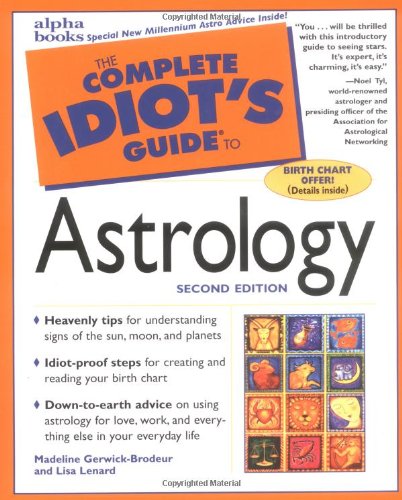 Copyrighted Material
alpha
books
Special New Millennium Astro Advice Inside!
THE
COMPLETE
IDIOT'S
GUIDE® TO
"You . . . will be thrilled
with this introductory
guide to seeing stars.
It's expert, it's
charming, it's easy."
—Noel Tyl,
world-renowned
astrologer and
presiding officer of the
Association for
Astrological
Networking
BIRTH CHART
OFFER!
(Details inside)
Astrology
SECOND EDITION
Heavenly tips for understanding
signs of the sun, moon, and planets
Idiot-proof steps for creating and
reading your birth chart
Down-to-earth advice on using
astrology for love, work, and every-
thing else in your everyday life
Madeline Gerwick-Brodeur
and Lisa Lenard
Copyrighted Material